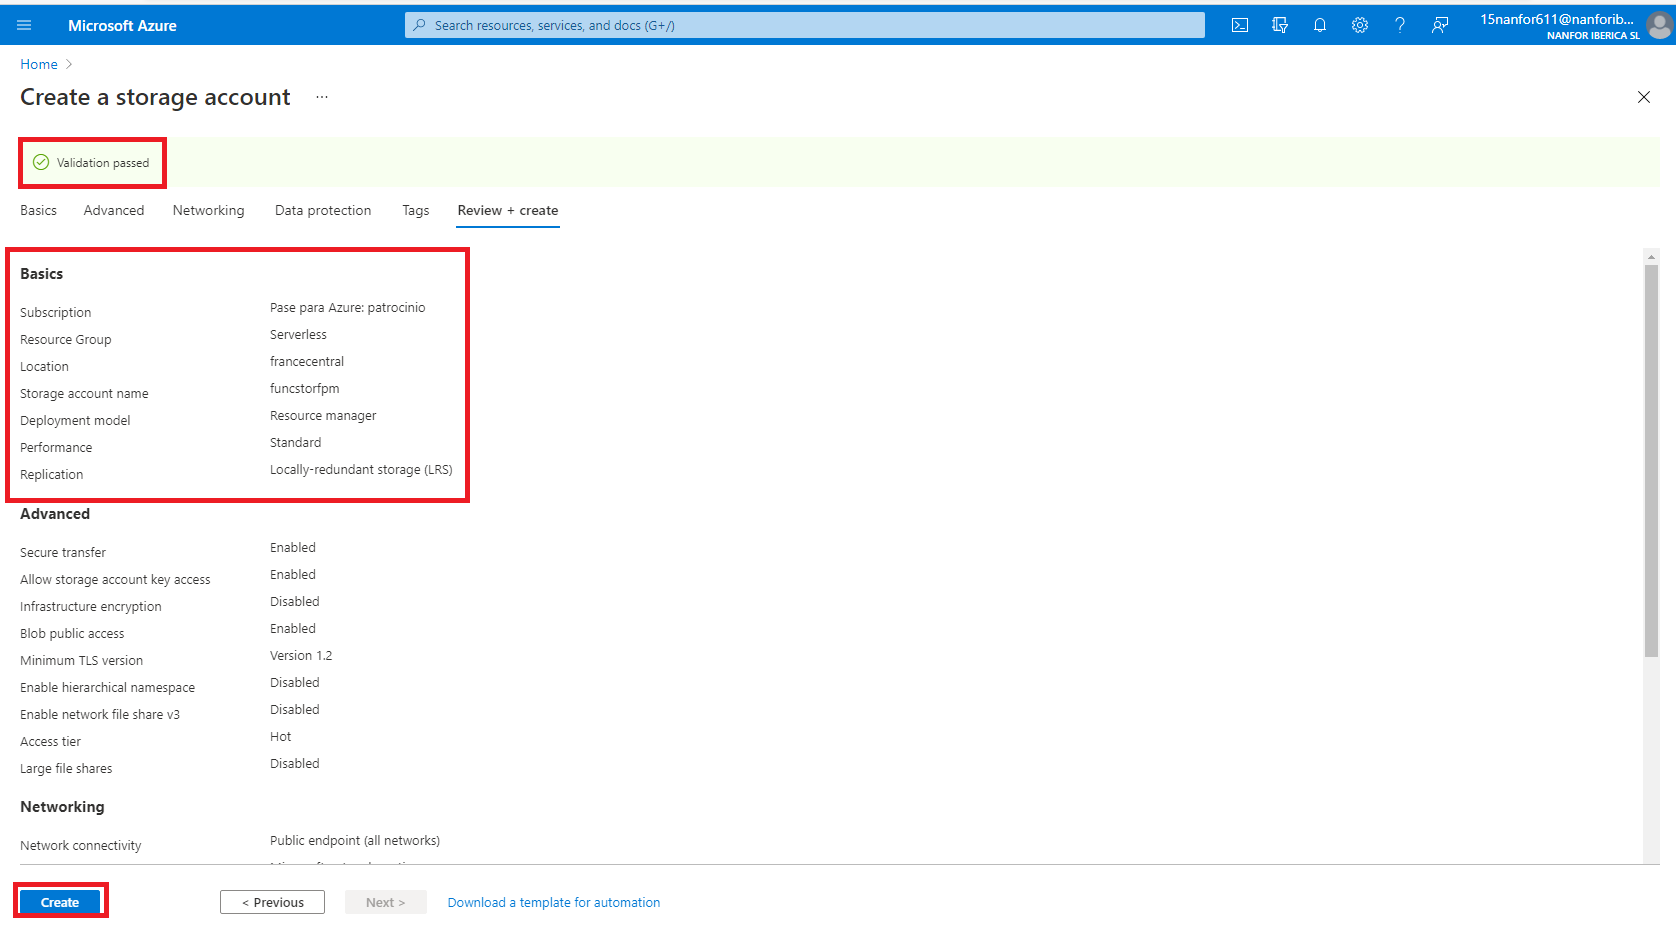 Microsoft Azure
Search resources, services, and docs (G+/)
15nanfor611@nanforib...
NANFOR IBERICA SL
Home >
Create a storage account ...
Validation passed
Basics Advanced Networking Data protection Tags Review + create
Basics
Subscription Pase para Azure: patrocinio
Resource Group Serverless
Location francecentral
Storage account name funcstorfpm
Deployment model Resource manager
Performance Standard
Replication Locally-redundant storage (LRS)
Advanced
Secure transfer Enabled
Allow storage account key access Enabled
Infrastructure encryption Disabled
Blob public access Enabled
Minimum TLS version Version 1.2
Enable hierarchical namespace Disabled
Enable network file share v3 Disabled
Access tier Hot
Large file shares Disabled
Networking
Network connectivity Public endpoint (all networks)
Create < Previous Next > Download a template for automation